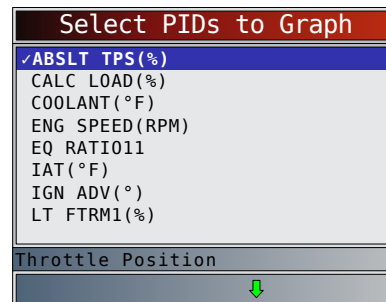 Select PIDs to Graph
✓ABSLT TPS(%)
CALC LOAD(%)
COOLANT(°F)
ENG SPEED(RPM)
EQ RATIO11
IAT(°F)
IGN ADV(°)
LT FTRM1(%)
Throttle Position